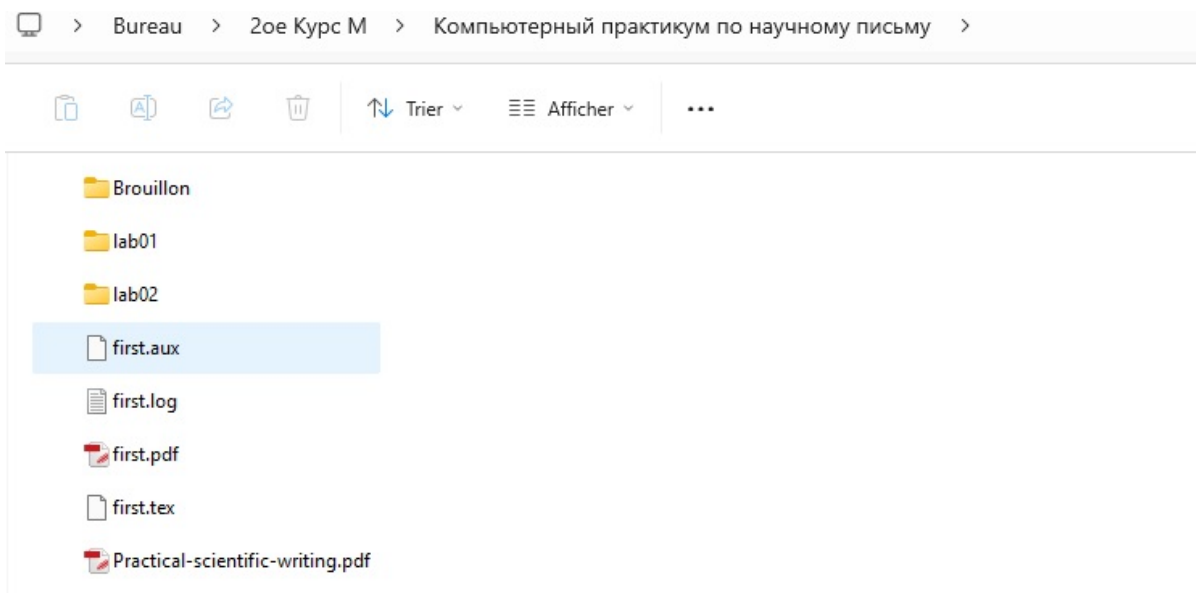 > Bureau > 2ое Курс М > Компьютерный практикум по научному письму >
Trier Afficher ...
Brouillon
lab01
lab02
first.aux
first.log
first.pdf
first.tex
Practical-scientific-writing.pdf